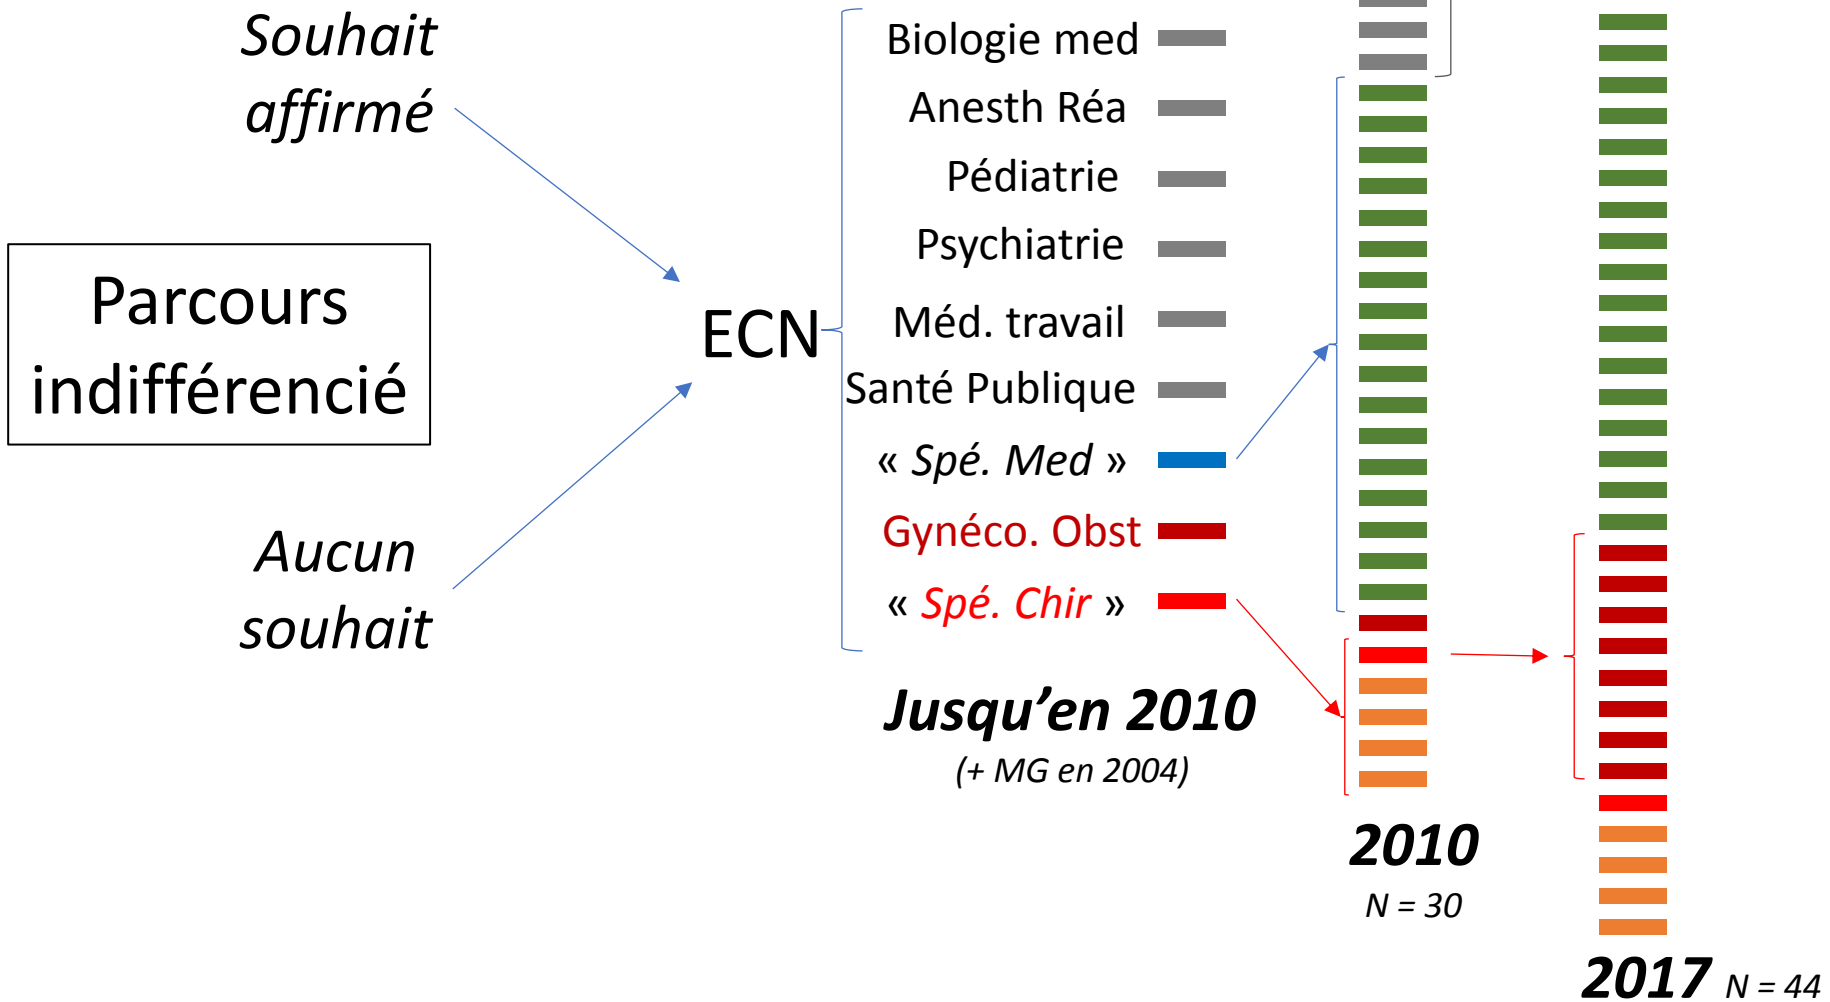 Souhait
affirmé
Parcours
indifférencié
Aucun
souhait
ECN
Biologie med
Anesth Réa
Pédiatrie
Psychiatrie
Méd. travail
Santé Publique
« Spé. Med »
Gynéco. Obst
« Spé. Chir »
Jusqu’en 2010
(+ MG en 2004)
2010
N = 30
2017 N = 44